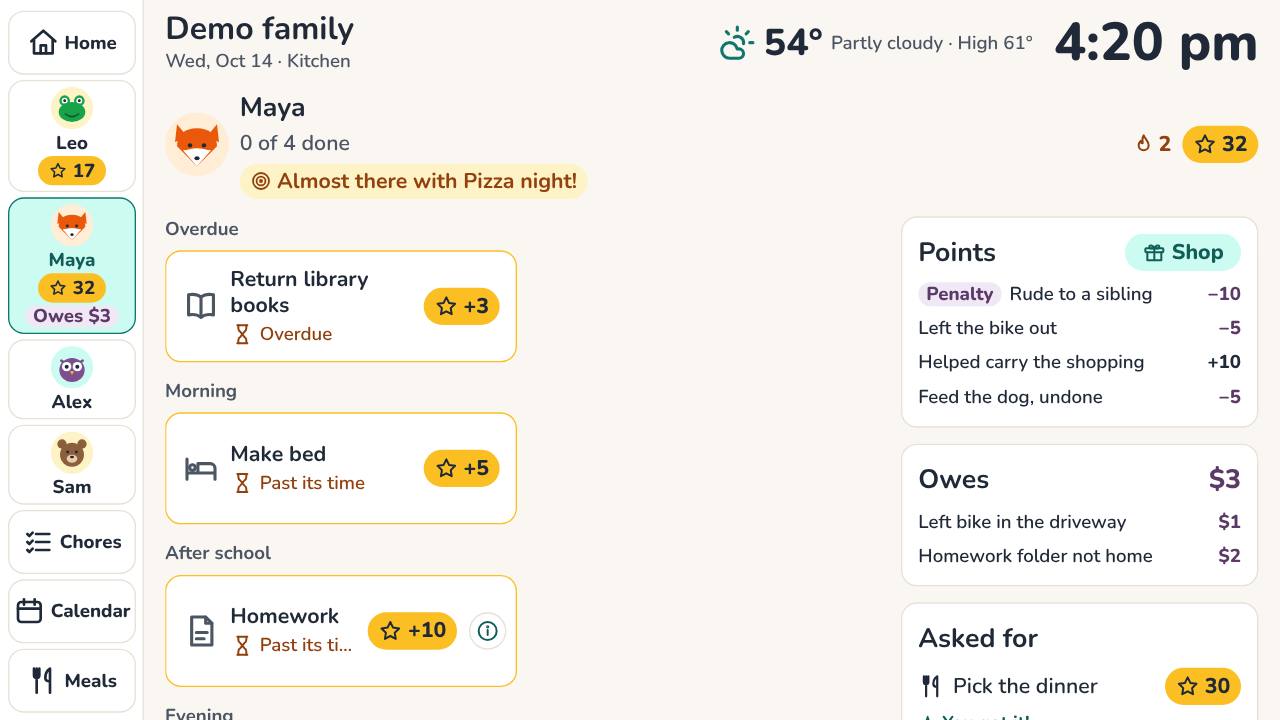 Home
Leo
17
Maya
32
Owes $3
Alex
Sam
Chores
Calendar
Meals
Demo family
Wed, Oct 14 · Kitchen
54° Partly cloudy · High 61° 4:20 pm
Maya
0 of 4 done
Almost there with Pizza night!
2 32
Overdue
Return library
books
Overdue
+3
Morning
Make bed
Past its time
+5
After school
Homework
Past its ti...
+10
Evening
Points Shop
Penalty Rude to a sibling –10
Left the bike out –5
Helped carry the shopping +10
Feed the dog, undone –5
Owes $3
Left bike in the driveway $1
Homework folder not home $2
Asked for
Pick the dinner 30
You got it!